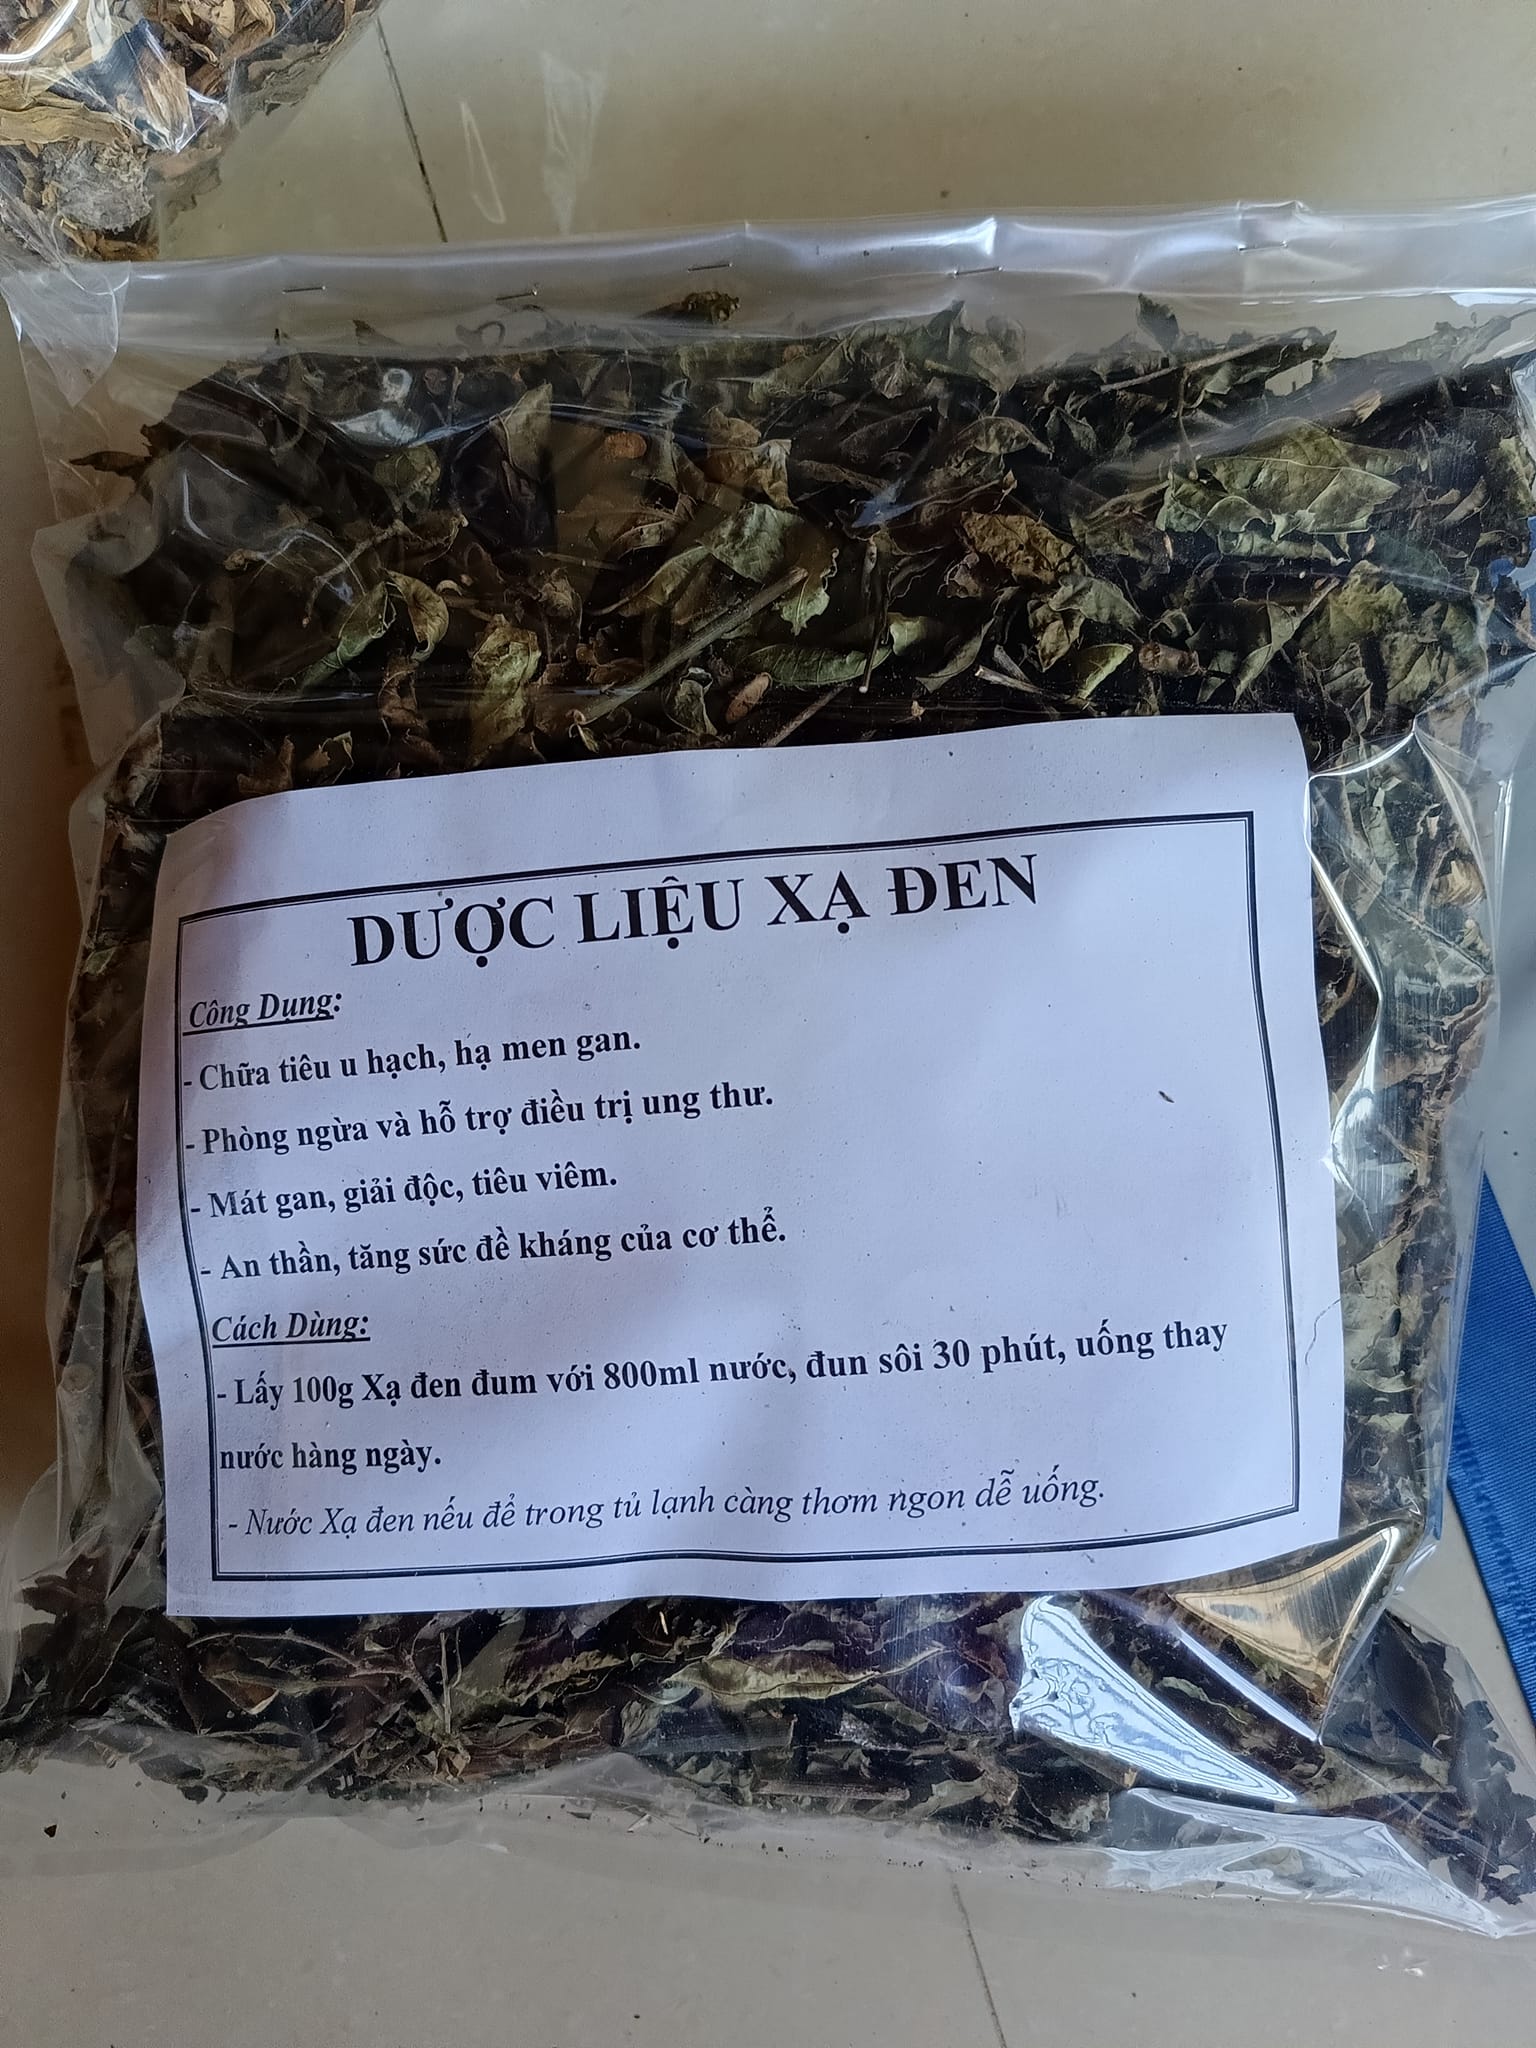 DƯỢC LIỆU XẠ ĐEN
Công Dụng:
- Chữa tiêu u hạch, hạ men gan.
- Phòng ngừa và hỗ trợ điều trị ung thư.
- Mát gan, giải độc, tiêu viêm.
- An thần, tăng sức đề kháng của cơ thể.
Cách Dùng:
- Lấy 100g Xạ đen đum với 800ml nước, đun sôi 30 phút, uống thay
nước hàng ngày.
- Nước Xạ đen nếu để trong tủ lạnh càng thơm ngon dễ uống.